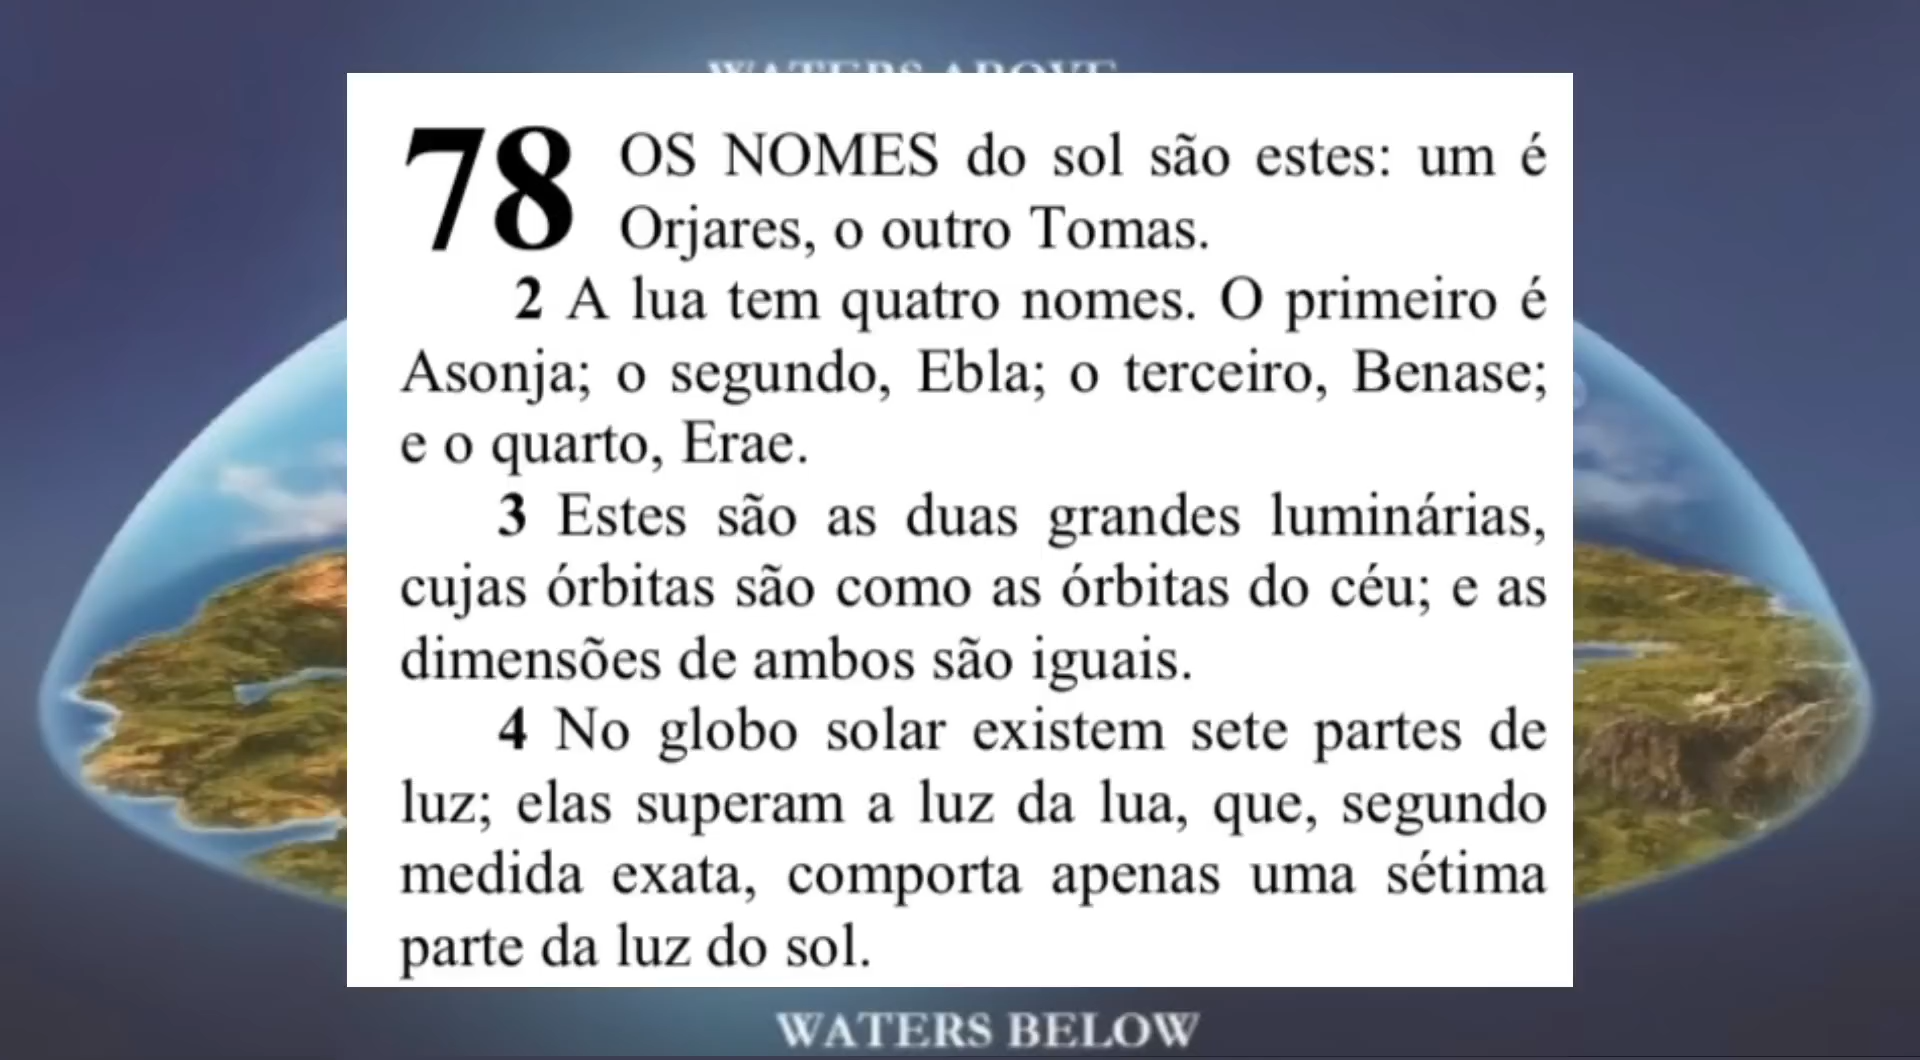 WATERS ABOVE
78 OS NOMES do sol são estes: um é
Orjares, o outro Tomas.
2 A lua tem quatro nomes. O primeiro é
Asonja; o segundo, Ebla; o terceiro, Benase;
e o quarto, Erae.
3 Estes são as duas grandes luminárias,
cujas órbitas são como as órbitas do céu; e as
dimensões de ambos são iguais.
4 No globo solar existem sete partes de
luz; elas superam a luz da lua, que, segundo
medida exata, comporta apenas uma sétima
parte da luz do sol.
WATERS BELOW